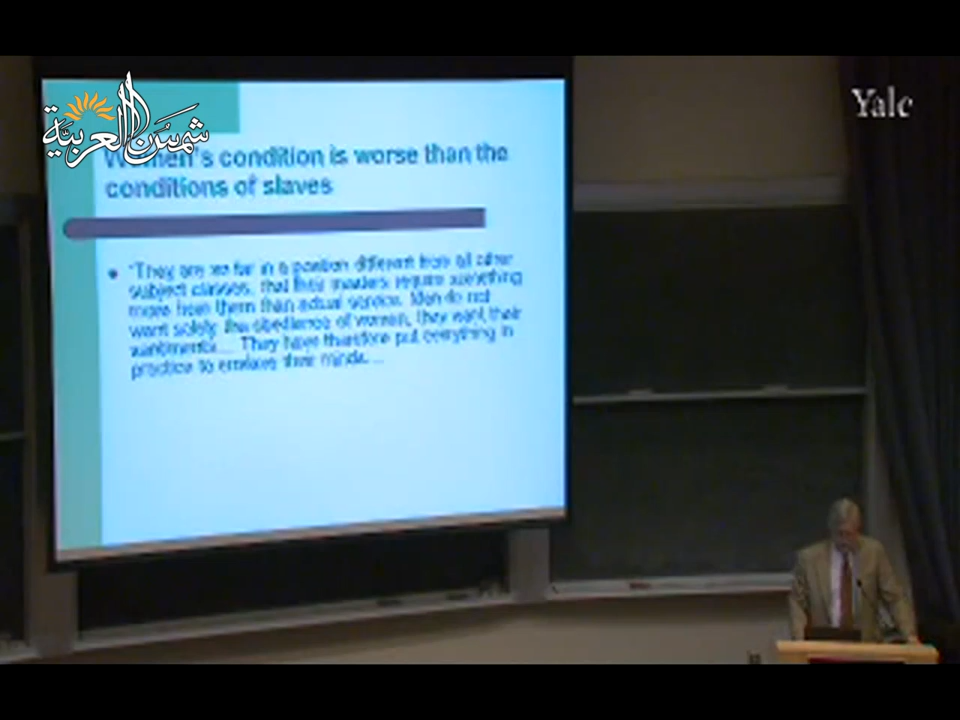 شمس العربية
Yale
Women's condition is worse than the
conditions of slaves
"They are so far in a position different from all other
subject classes, that their masters require something
more from them than actual service. Men do not
want solely the obedience of women, they want their
sentiments.... They have therefore put everything in
practice to enslave their minds....